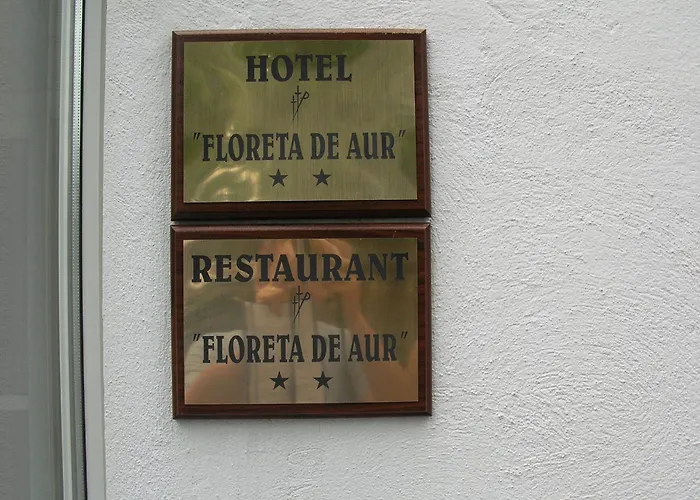 HOTEL
"FLORETA DE AUR"
★ ★
RESTAURANT
"FLORETA DE AUR"
★ ★